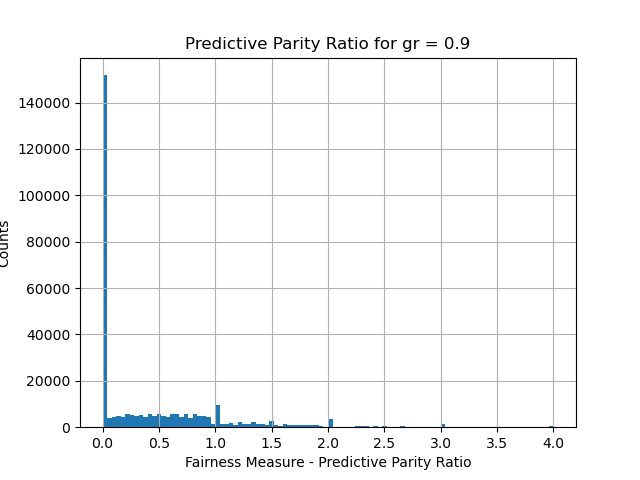 Predictive Parity Ratio for gr = 0.9
140000
120000
100000
80000
60000
40000
20000
0
Counts
0.0 0.5 1.0 1.5 2.0 2.5 3.0 3.5 4.0
Fairness Measure - Predictive Parity Ratio